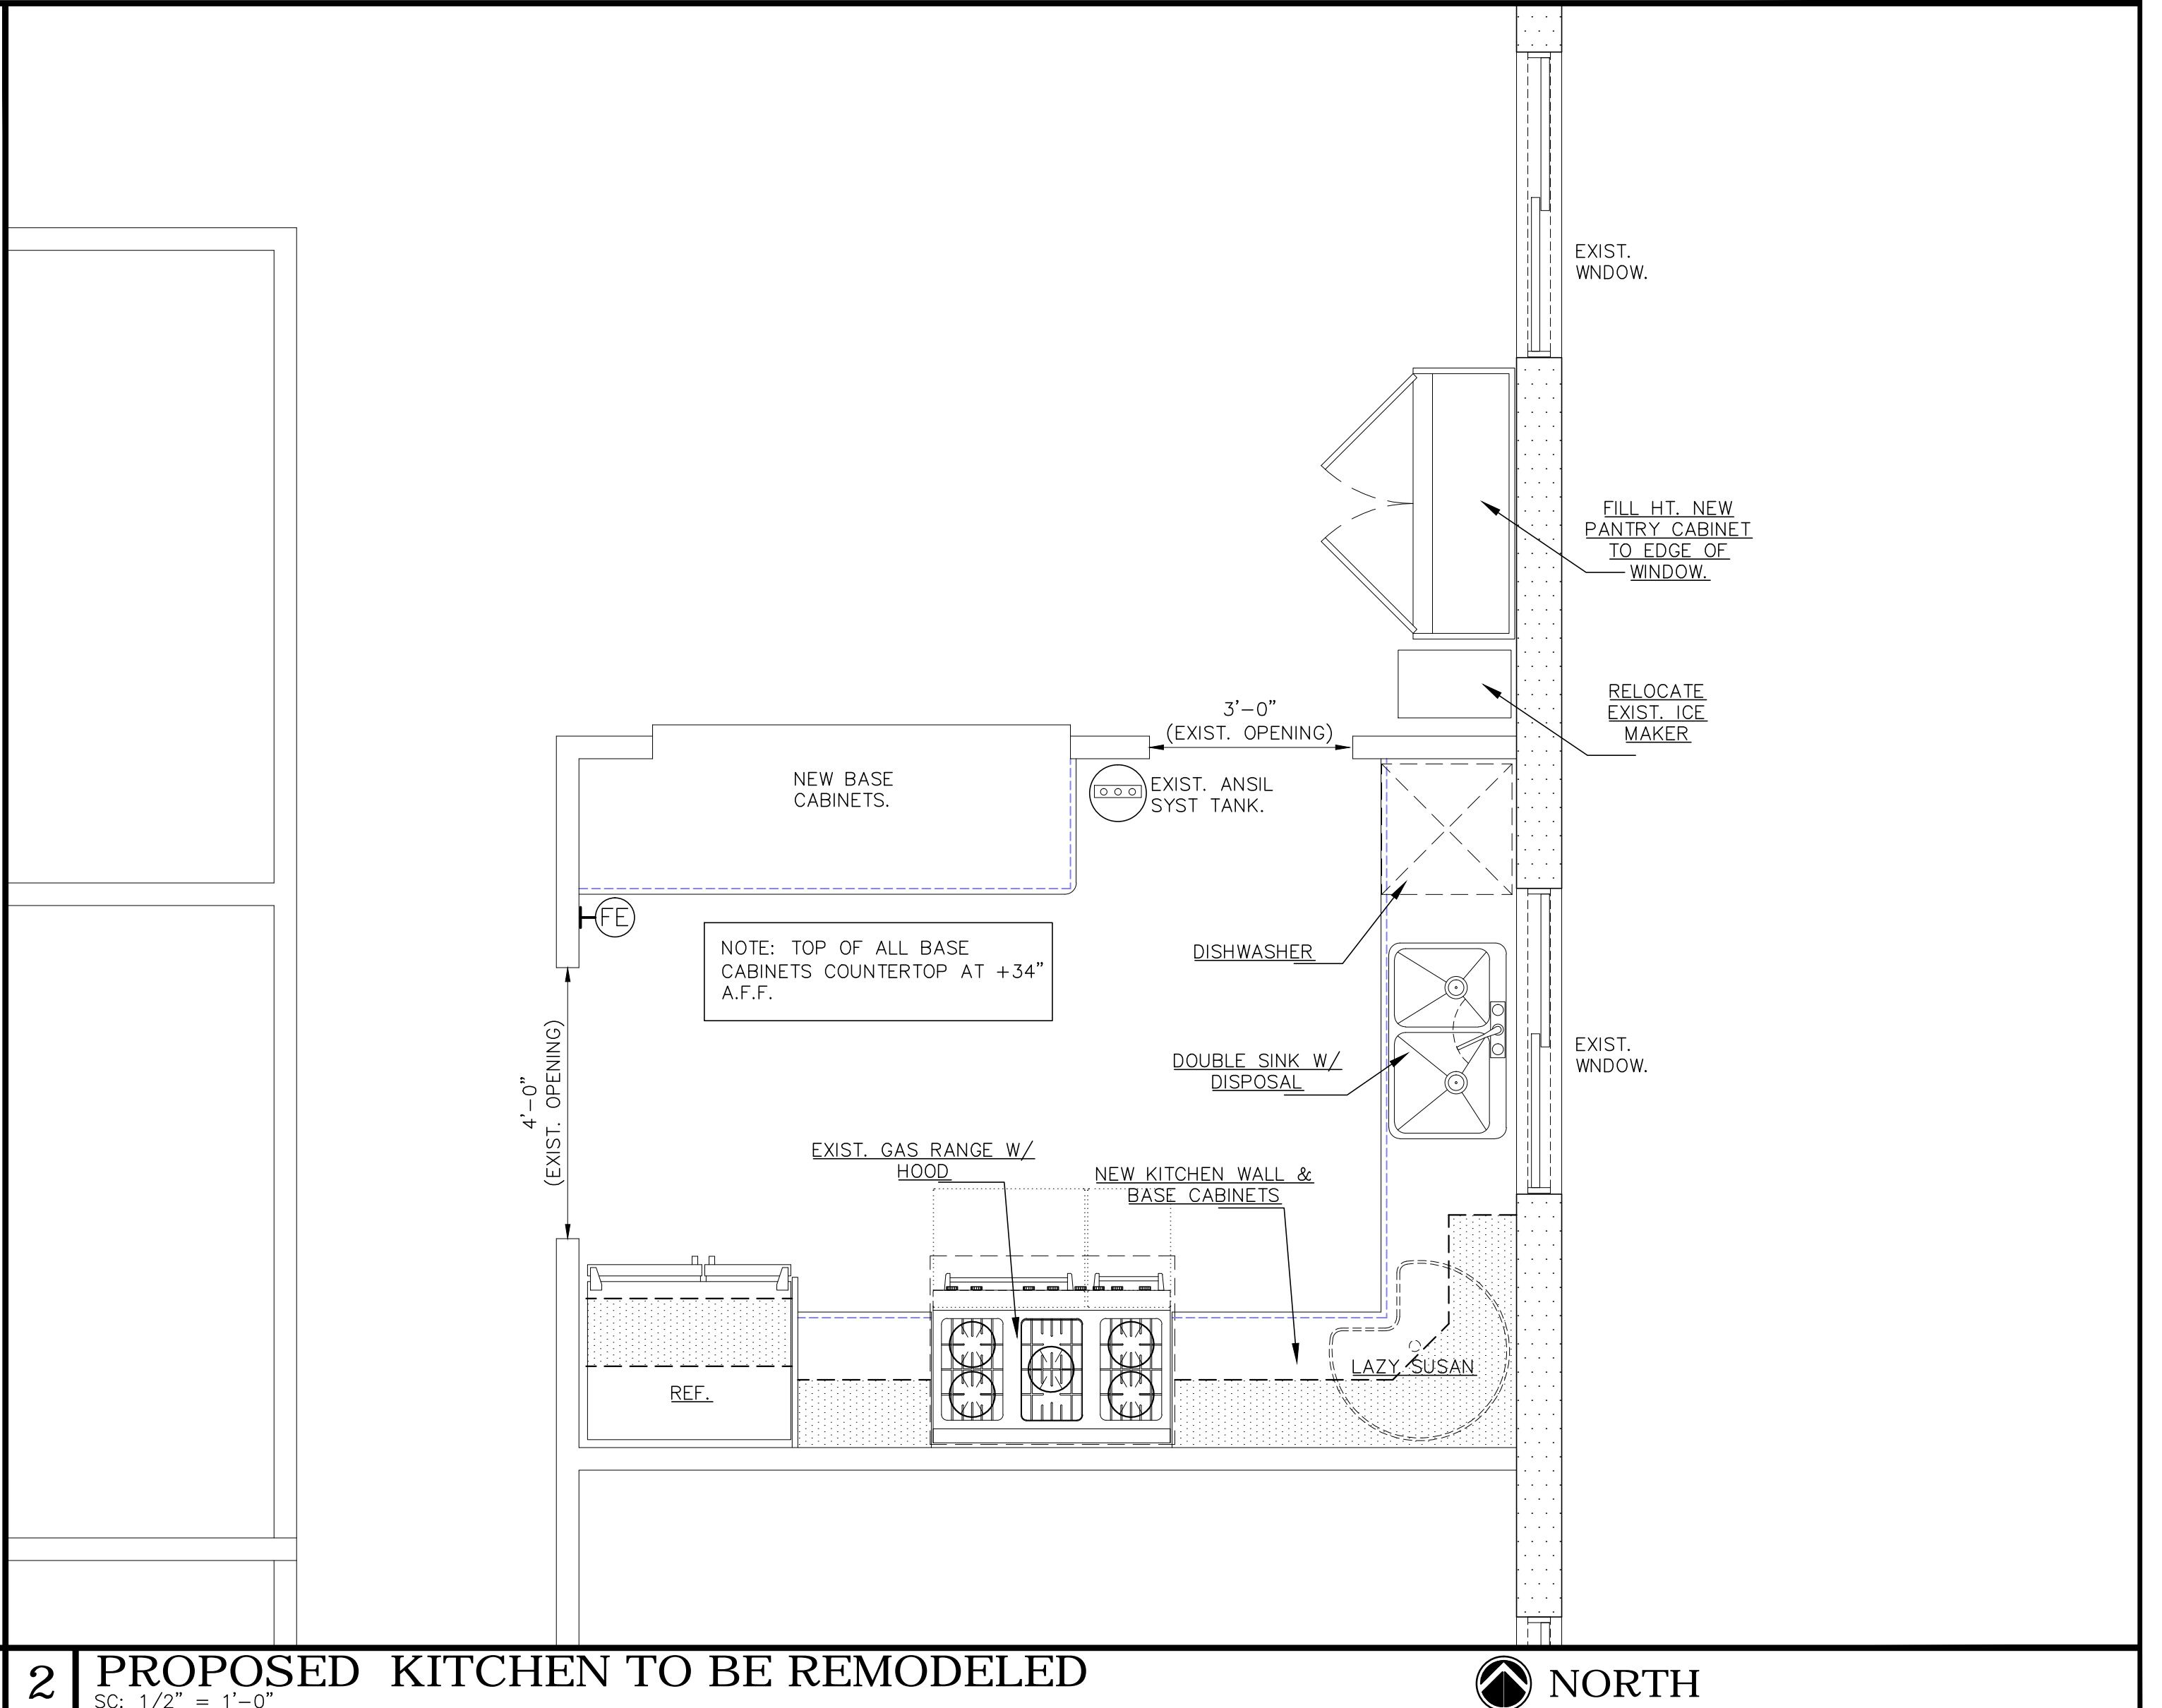 EXIST.
WNDOW.
FILL HT. NEW
PANTRY CABINET
TO EDGE OF
WINDOW.
RELOCATE
EXIST. ICE
MAKER
3'-0"
(EXIST. OPENING)
NEW BASE
CABINETS.
EXIST. ANSIL
SYST TANK.
FE
NOTE: TOP OF ALL BASE
CABINETS COUNTERTOP AT +34"
A.F.F.
DISHWASHER
4'-0"
(EXIST. OPENING)
DOUBLE SINK W/
DISPOSAL
EXIST.
WNDOW.
EXIST. GAS RANGE W/
HOOD
NEW KITCHEN WALL &
BASE CABINETS
LAZY SUSAN
REF.
2
PROPOSED KITCHEN TO BE REMODELED
SC: 1/2" = 1'-0"
NORTH